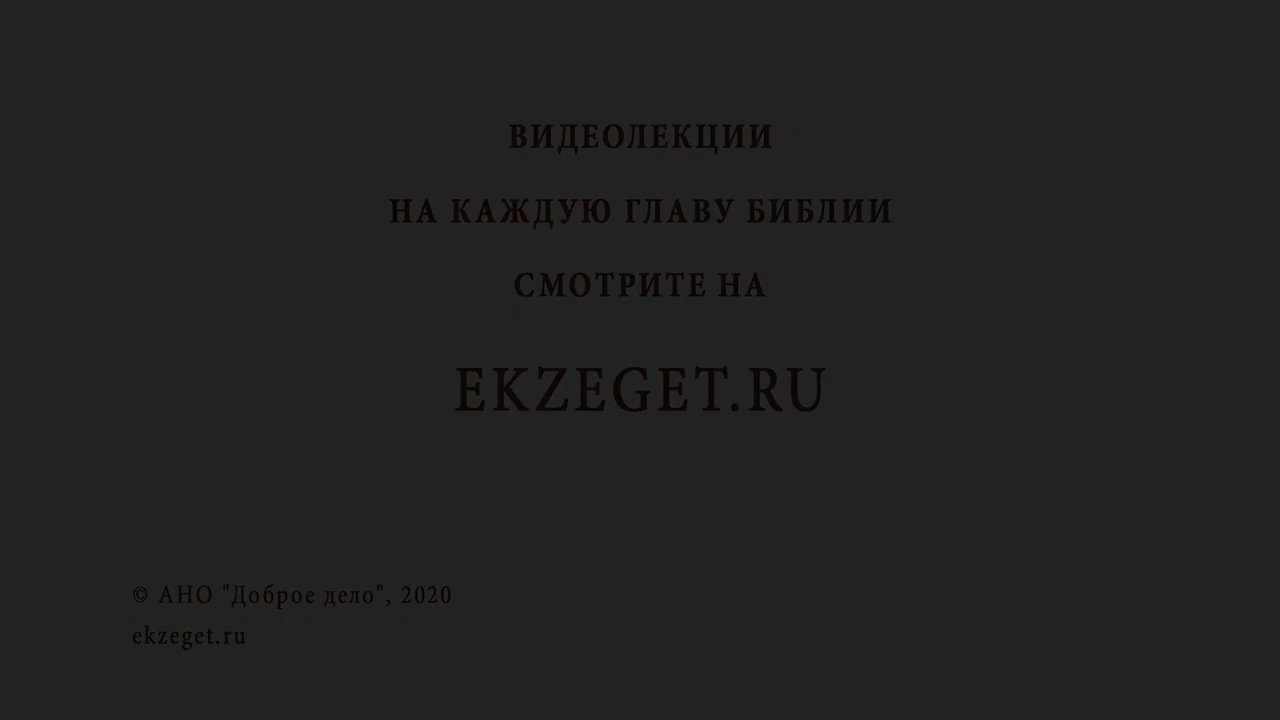 ВИДЕОЛЕКЦИИ
НА КАЖДУЮ ГЛАВУ БИБЛИИ
СМОТРИТЕ НА
EKZEGET.RU
© АНО "Доброе дело", 2020
ekzeget.ru